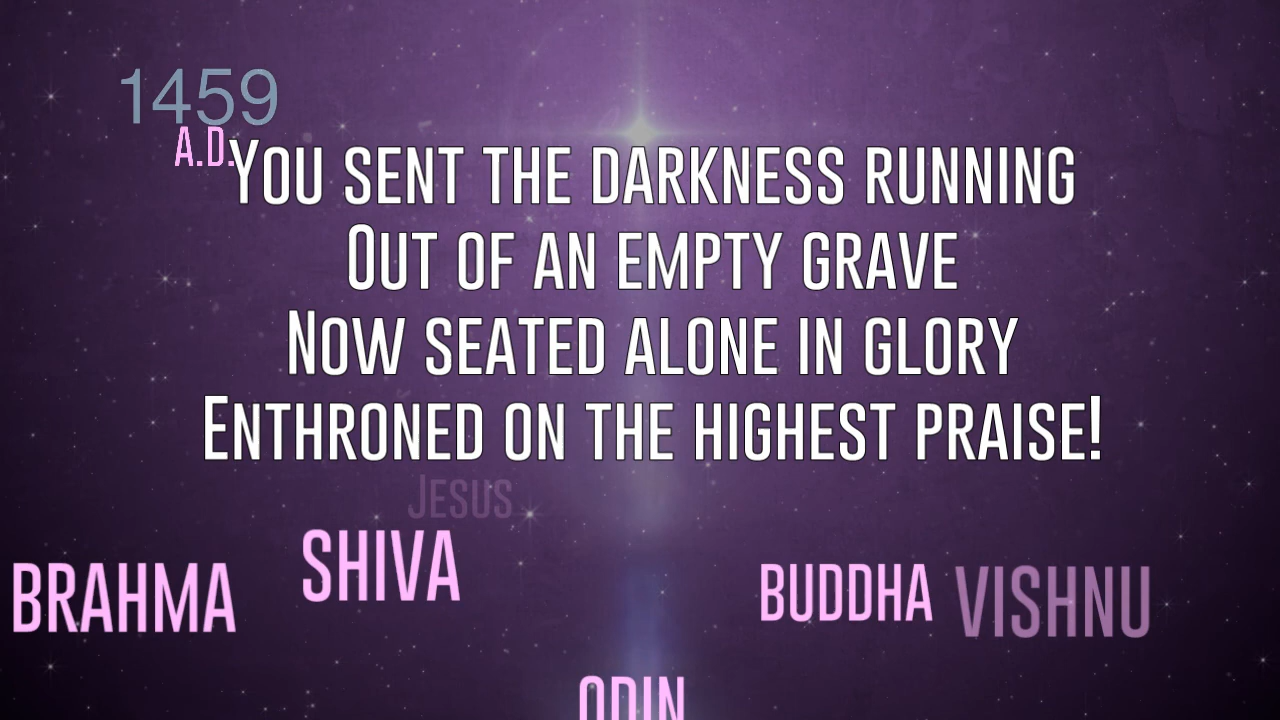 1459
A.D.
You sent the darkness running
Out of an empty grave
Now seated alone in glory
Enthroned on the highest praise!
Jesus
SHIVA
BRAHMA
BUDDHA
VISHNU
ODIN